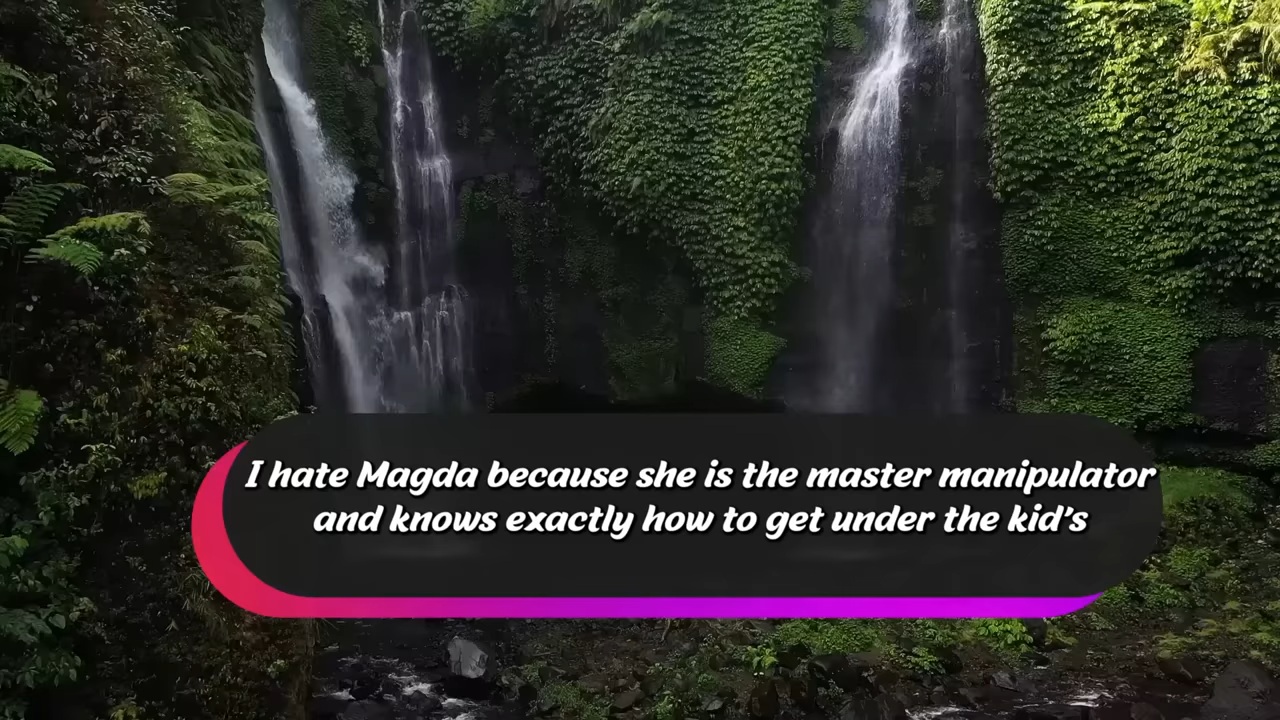 I hate Magda because she is the master manipulator
and knows exactly how to get under the kid's